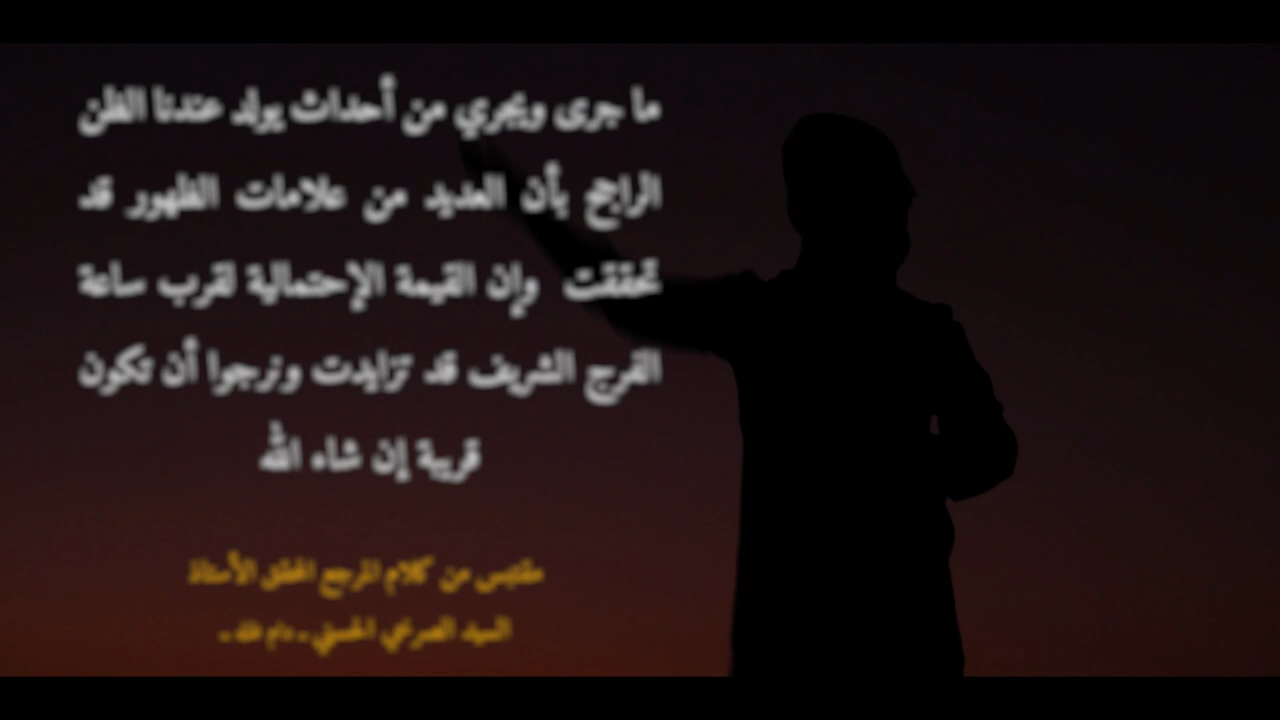 ما جرى ويجري من أحداث يولد عندنا الظن
الراجح بأن العديد من علامات الظهور قد
تحققت وإن القيمة الإحتمالية لقرب ساعة
الفرج الشريف قد تزايدت ونرجوا أن تكون
قريبة إن شاء الله
مقتبس من كلام المرجع المحقق الأستاذ
السيد الصرخي الحسني - دام ظله -